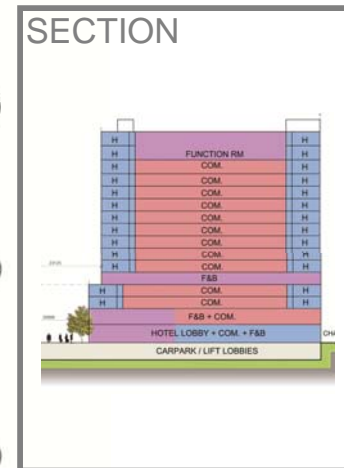 SECTION
H H
H FUNCTION RM H
H COM. H
H COM. H
H COM. H
H COM. H
H COM. H
H COM. H
H COM. H
H COM. H
H COM. H
F&B
H COM. H
H COM. H
F&B + COM.
HOTEL LOBBY + COM. + F&B
CARPARK / LIFT LOBBIES